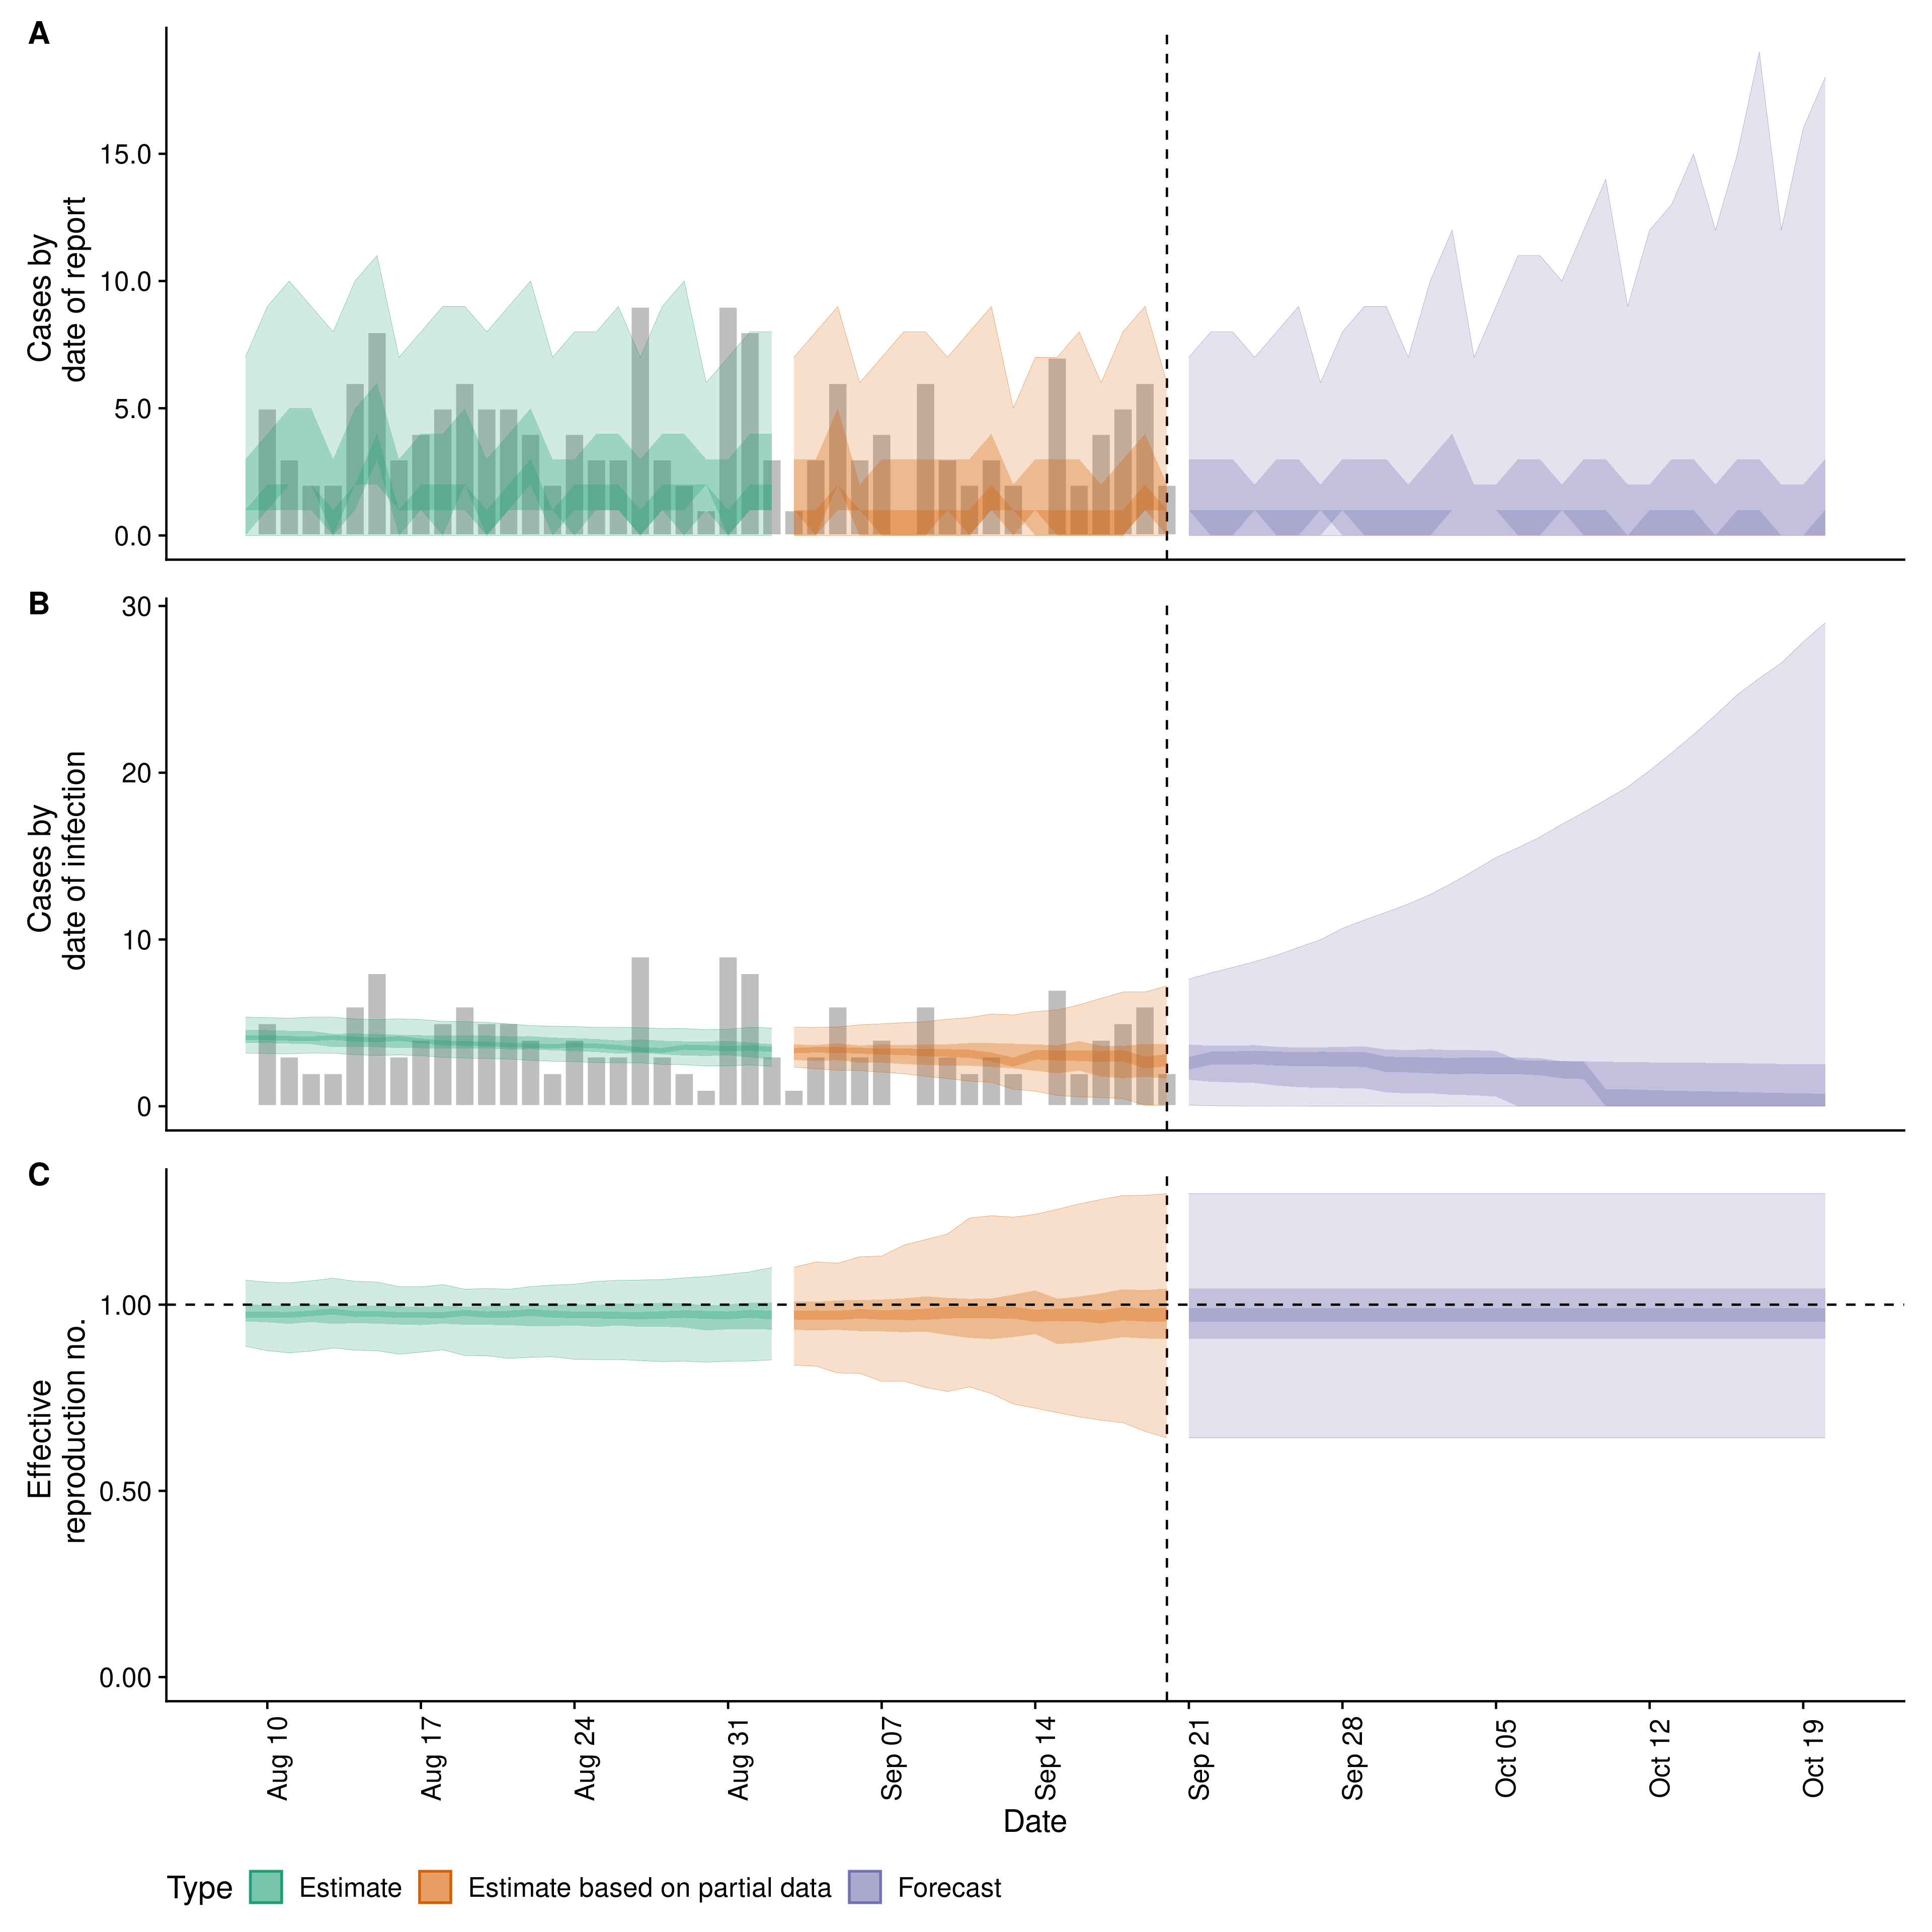 A
Cases by
date of report
15.0
10.0
5.0
0.0
B
Cases by
date of infection
30
20
10
0
C
Effective
reproduction no.
1.00
0.50
0.00
Aug 10
Aug 17
Aug 24
Aug 31
Sep 07
Sep 14
Sep 21
Sep 28
Oct 05
Oct 12
Oct 19
Date
Type Estimate Estimate based on partial data Forecast